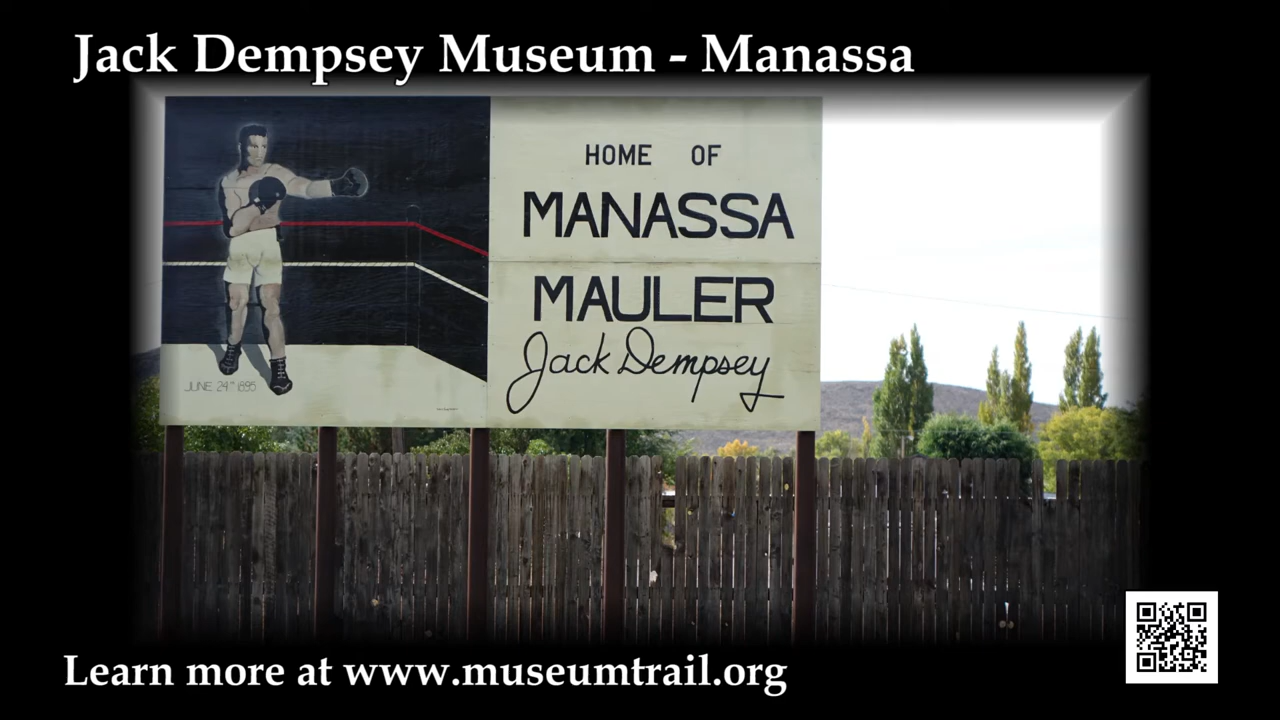 Jack Dempsey Museum - Manassa
HOME OF
MANASSA
MAULER
Jack Dempsey
JUNE 24TH 1895
Learn more at www.museumtrail.org